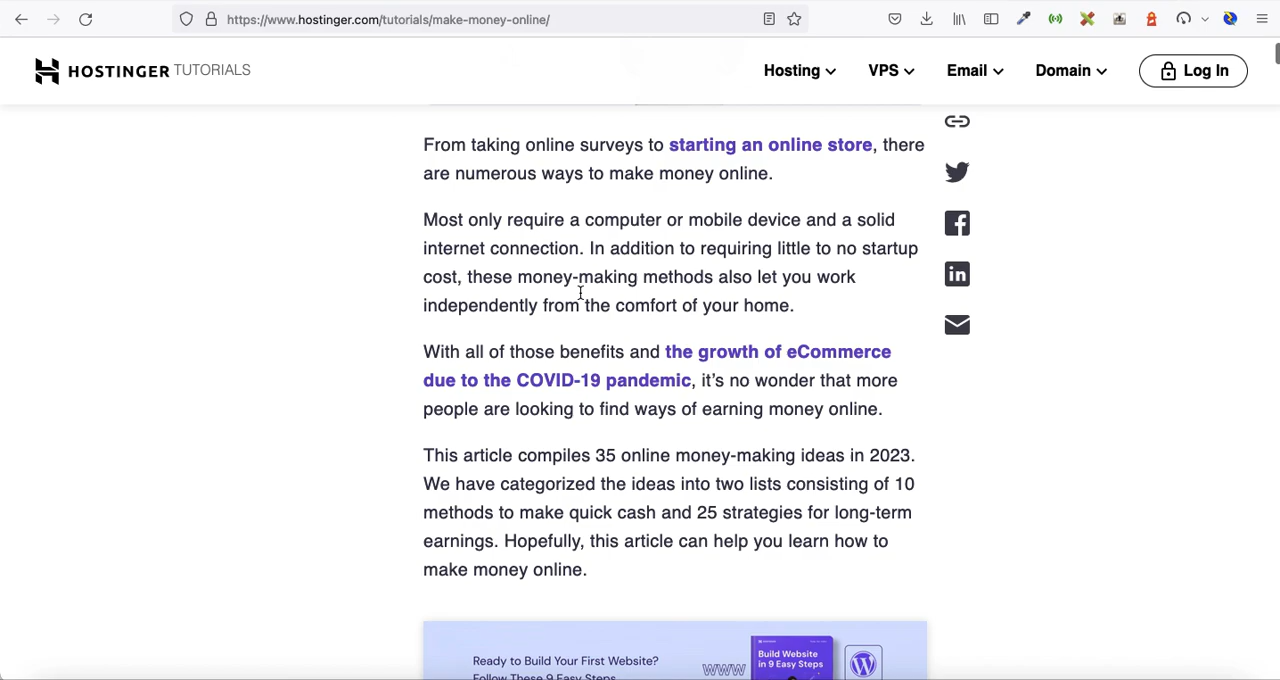 https://www.hostinger.com/tutorials/make-money-online/
HOSTINGER TUTORIALS
Hosting
VPS
Email
Domain
Log In
From taking online surveys to starting an online store, there
are numerous ways to make money online.
Most only require a computer or mobile device and a solid
internet connection. In addition to requiring little to no startup
cost, these money-making methods also let you work
independently from the comfort of your home.
With all of those benefits and the growth of eCommerce
due to the COVID-19 pandemic, it’s no wonder that more
people are looking to find ways of earning money online.
This article compiles 35 online money-making ideas in 2023.
We have categorized the ideas into two lists consisting of 10
methods to make quick cash and 25 strategies for long-term
earnings. Hopefully, this article can help you learn how to
make money online.
Ready to Build Your First Website?
Follow These 9 Easy Steps
www
Build Website
in 9 Easy Steps